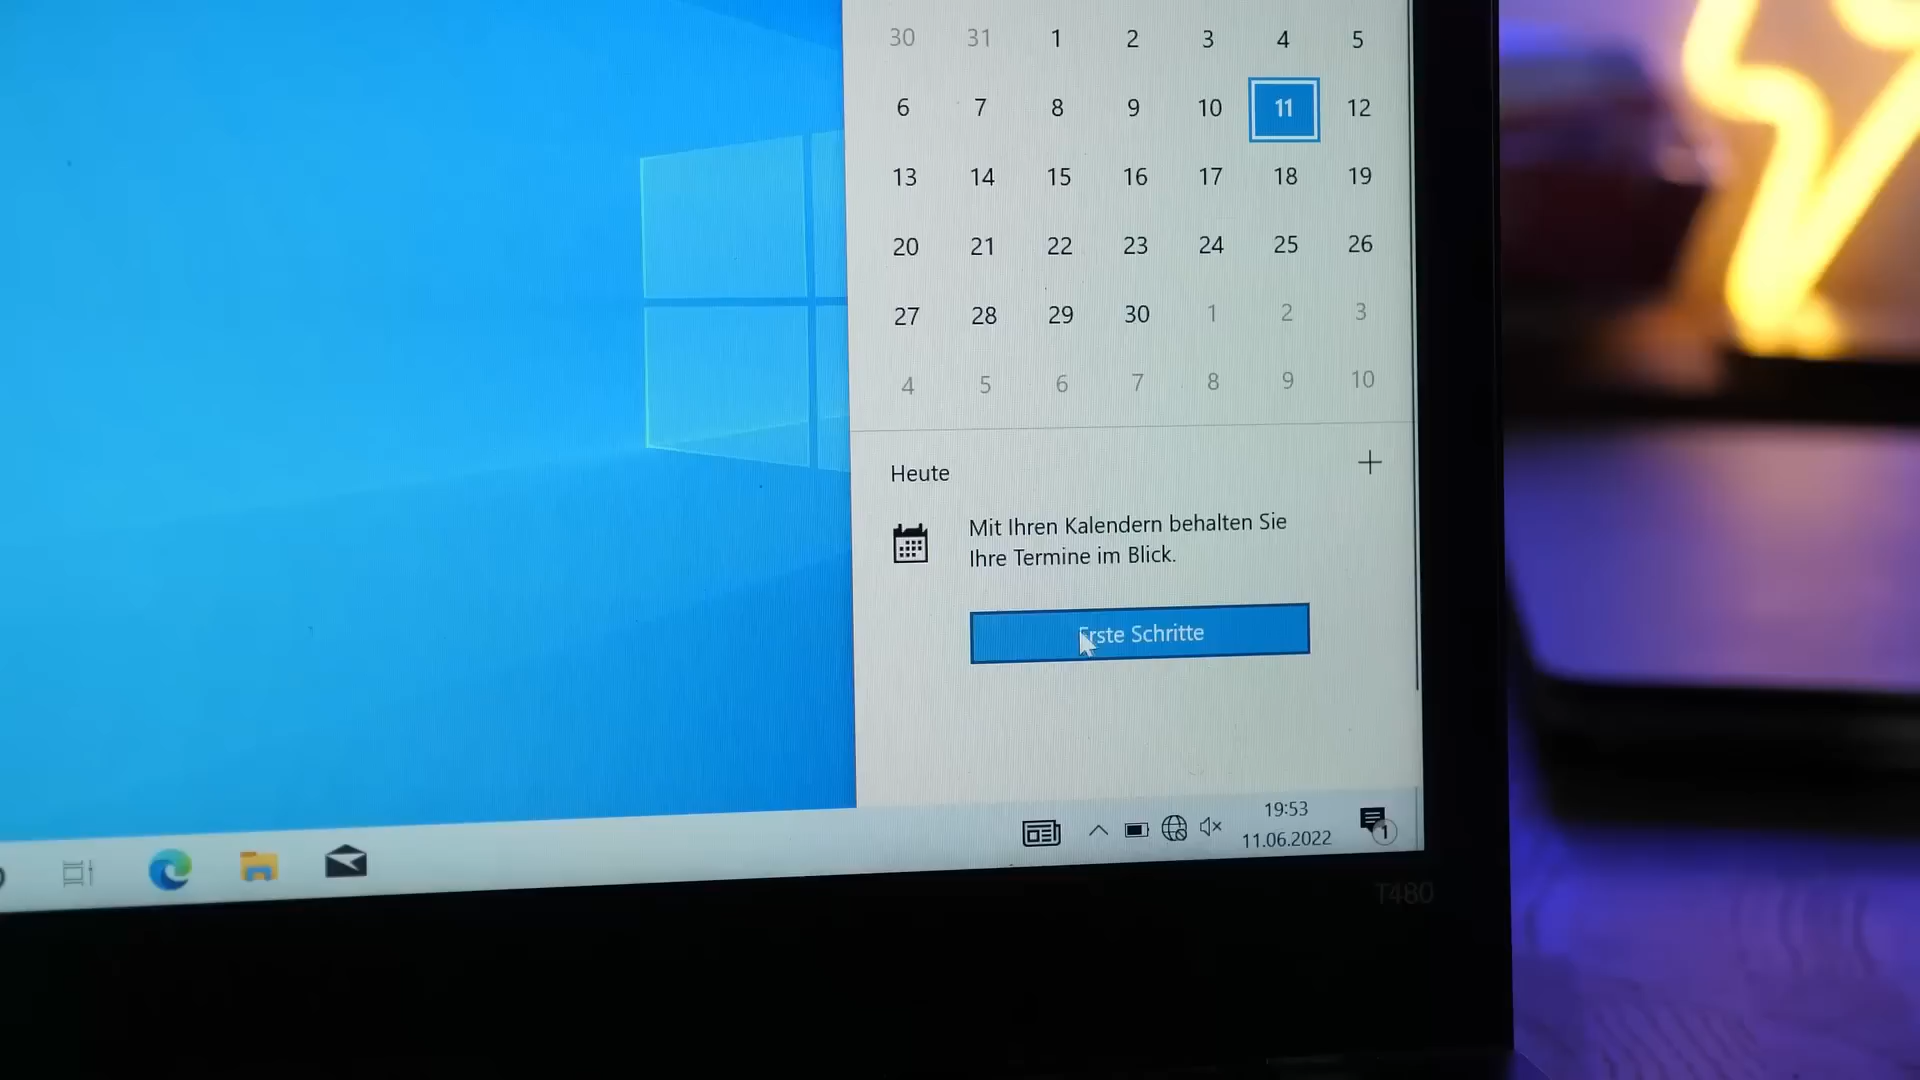 30 31 1 2 3 4 5
6 7 8 9 10 11 12
13 14 15 16 17 18 19
20 21 22 23 24 25 26
27 28 29 30 1 2 3
4 5 6 7 8 9 10
Heute
Mit Ihren Kalendern behalten Sie
Ihre Termine im Blick.
Erste Schritte
19:53
11.06.2022
1
T480